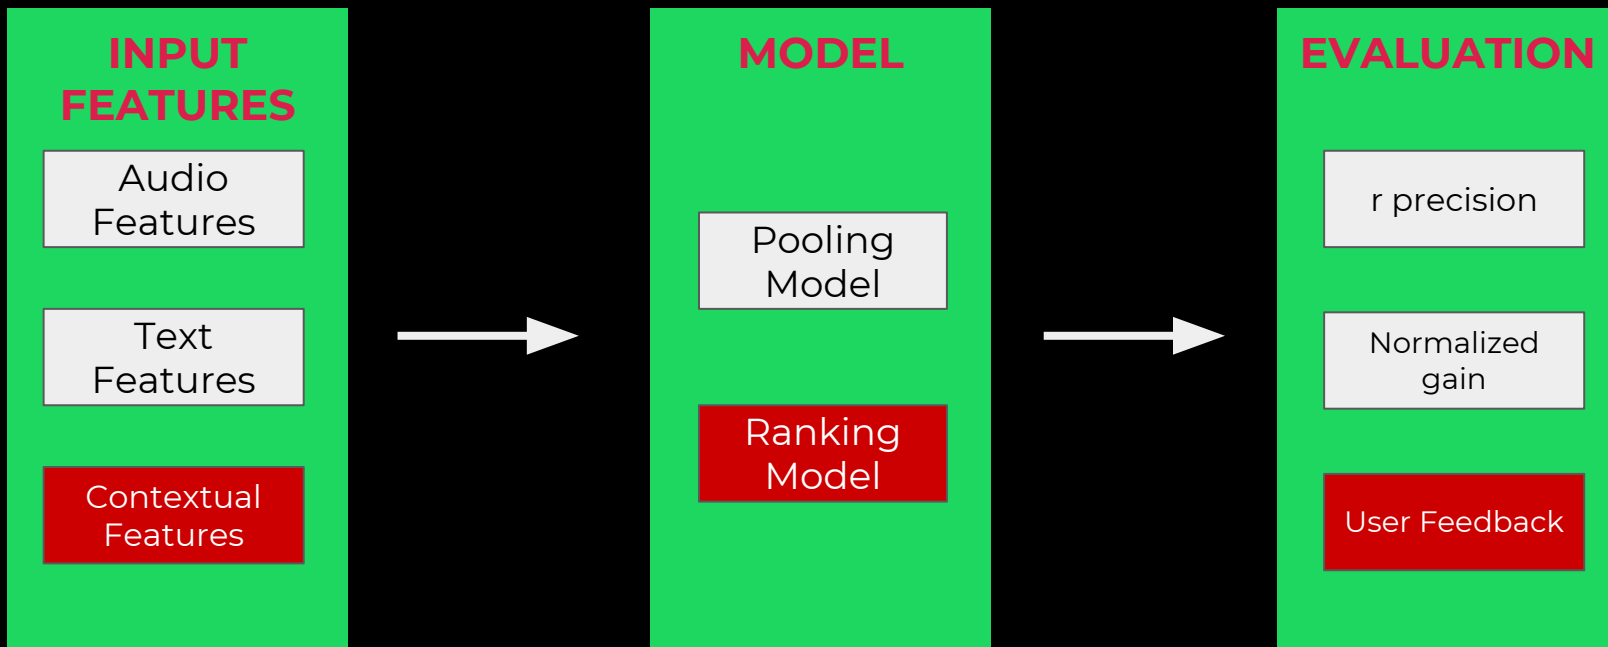 INPUT
FEATURES
Audio
Features
Text
Features
Contextual
Features
MODEL
Pooling
Model
Ranking
Model
EVALUATION
r precision
Normalized
gain
User Feedback